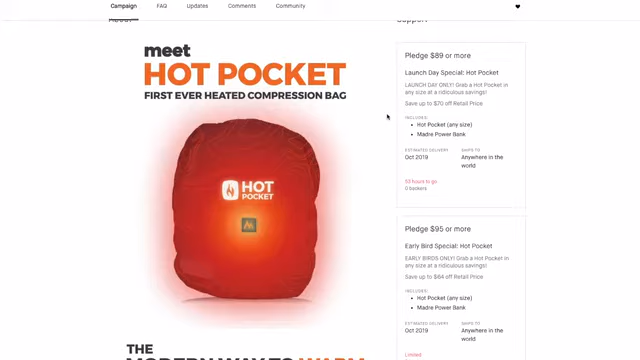 Campaign
FAQ
Updates
Comments
Community
meet
HOT POCKET
FIRST EVER HEATED COMPRESSION BAG
HOT
POCKET
THE
MODERN WAY TO WARM
Support
Pledge $89 or more
Launch Day Special: Hot Pocket
LAUNCH DAY ONLY! Grab a Hot Pocket in
any size at a ridiculous savings!
Save up to $70 off Retail Price
INCLUDES:
• Hot Pocket (any size)
• Madre Power Bank
ESTIMATED DELIVERY
SHIPS TO
Oct 2019
Anywhere in the
world
53 hours to go
0 backers
Pledge $95 or more
Early Bird Special: Hot Pocket
EARLY BIRDS ONLY! Grab a Hot Pocket in
any size at a ridiculous savings!
Save up to $64 off Retail Price
INCLUDES:
• Hot Pocket (any size)
• Madre Power Bank
ESTIMATED DELIVERY
SHIPS TO
Oct 2019
Anywhere in the
world
Limited